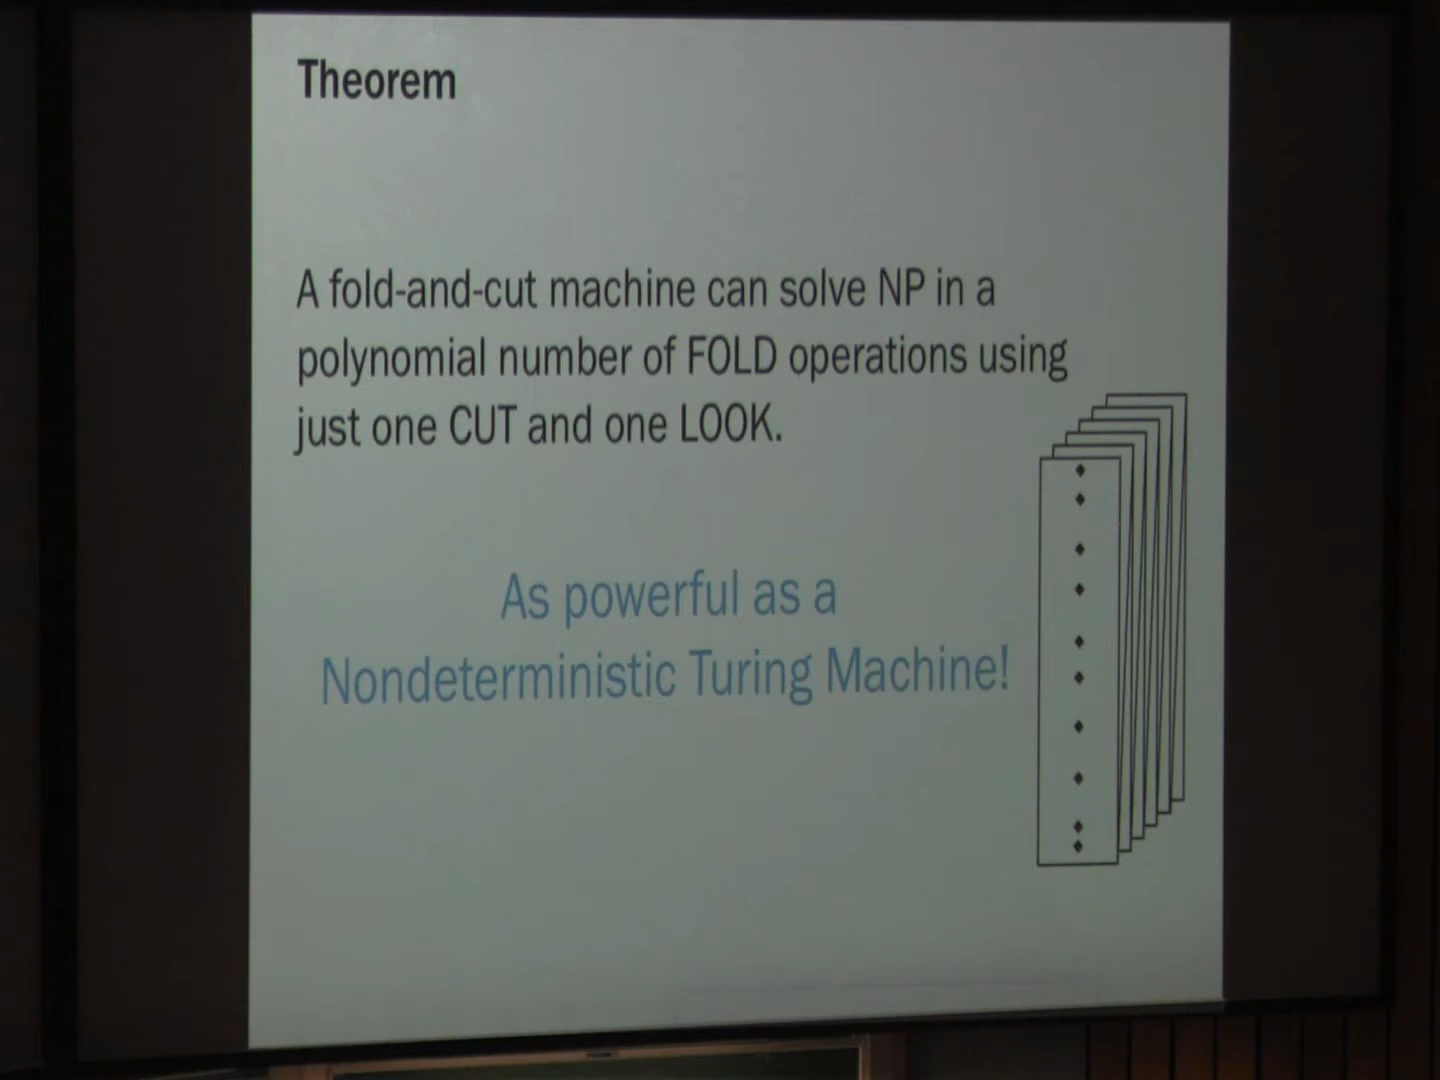 Theorem
A fold-and-cut machine can solve NP in a
polynomial number of FOLD operations using
just one CUT and one LOOK.
As powerful as a
Nondeterministic Turing Machine!